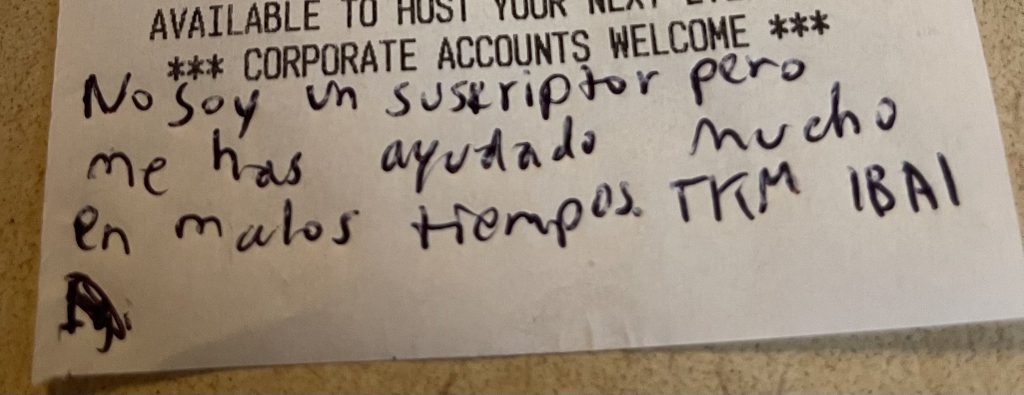 AVAILABLE TO HOST YOUR NEXT
*** CORPORATE ACCOUNTS WELCOME ***
No soy un suscriptor pero
me has ayudado mucho
en malos tiempos. TKM IBAI